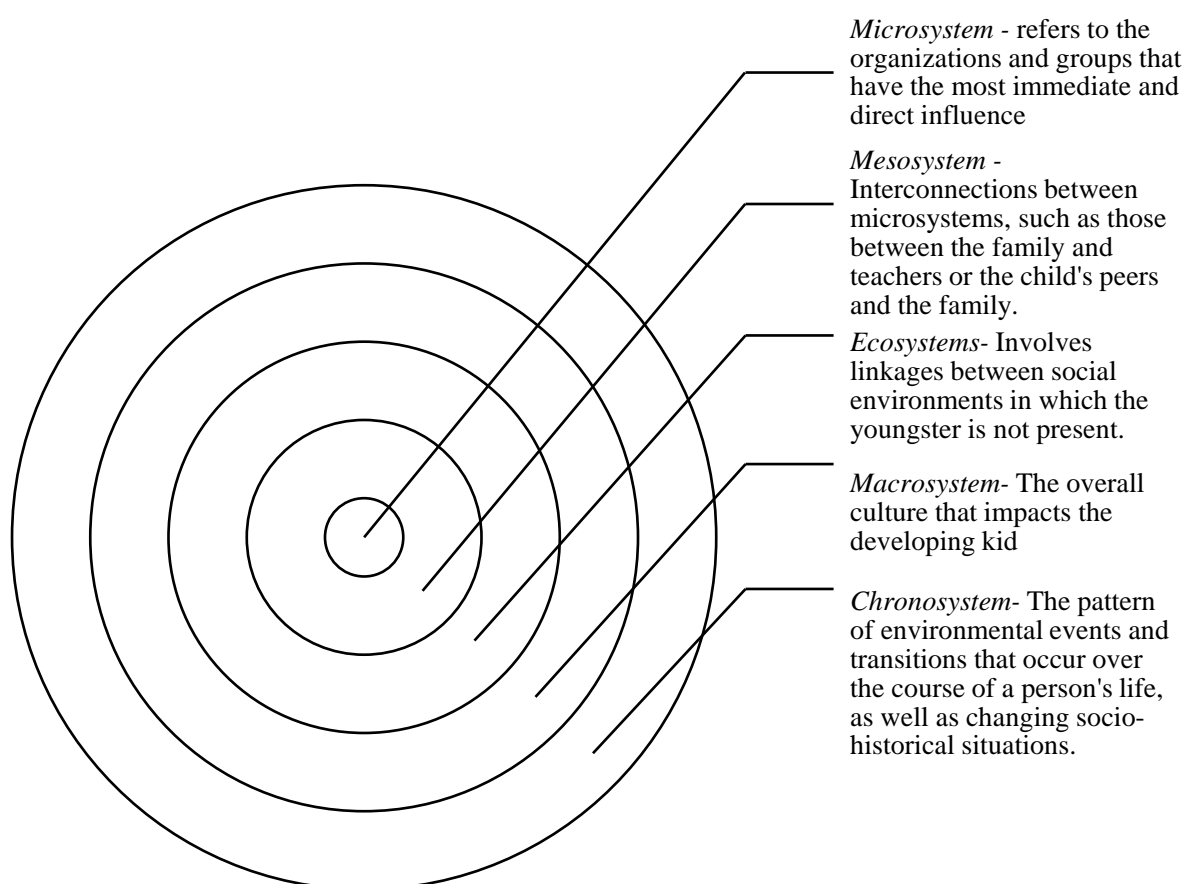 Microsystem - refers to the
organizations and groups that
have the most immediate and
direct influence
Mesosystem -
Interconnections between
microsystems, such as those
between the family and
teachers or the child's peers
and the family.
Ecosystems- Involves
linkages between social
environments in which the
youngster is not present.
Macrosystem- The overall
culture that impacts the
developing kid
Chronosystem- The pattern
of environmental events and
transitions that occur over
the course of a person's life,
as well as changing socio-
historical situations.